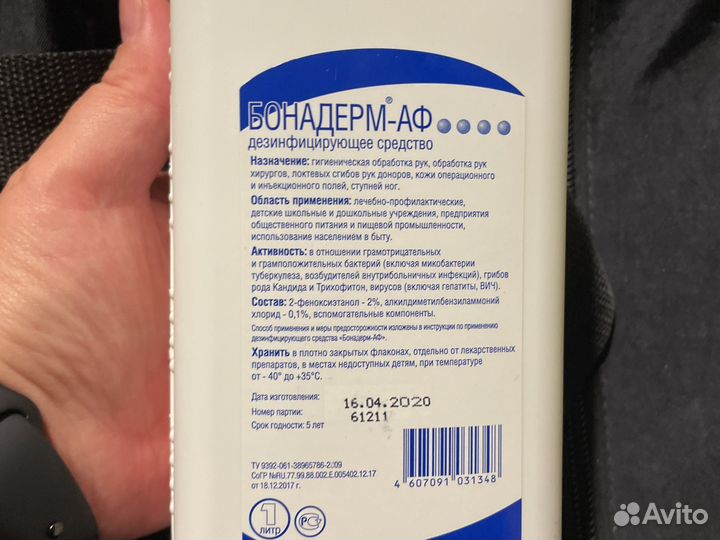 БОНАДЕРМ®-АФ
дезинфицирующее средство
Назначение: гигиеническая обработка рук, обработка рук
хирургов, локтевых сгибов рук доноров, кожи операционного
и инъекционного полей, ступней ног.
Область применения: лечебно-профилактические,
детские школьные и дошкольные учреждения, предприятия
общественного питания и пищевой промышленности,
использование населением в быту.
Активность: в отношении грамотрицательных
и грамположительных бактерий (включая микобактерии
туберкулеза, возбудителей внутрибольничных инфекций), грибов
рода Кандида и Трихофитон, вирусов (включая гепатиты, ВИЧ).
Состав: 2-феноксиэтанол - 2%, алкилдиметилбензиламмоний
хлорид - 0,1%, вспомогательные компоненты.
Способ применения и меры предосторожности изложены в инструкции по применению
дезинфицирующего средства «Бонадерм-АФ».
Хранить в плотно закрытых флаконах, отдельно от лекарственных
препаратов, в местах недоступных детям, при температуре
от - 40° до +35°С.
Дата изготовления: 16.04.2020
Номер партии: 61211
Срок годности: 5 лет
ТУ 9392-061-38965786-2009
СоГР №RU.77.99.88.002.Е.005402.12.17
от 18.12.2017 г.
4 607091 031348
1 литр
РСТ
Avito